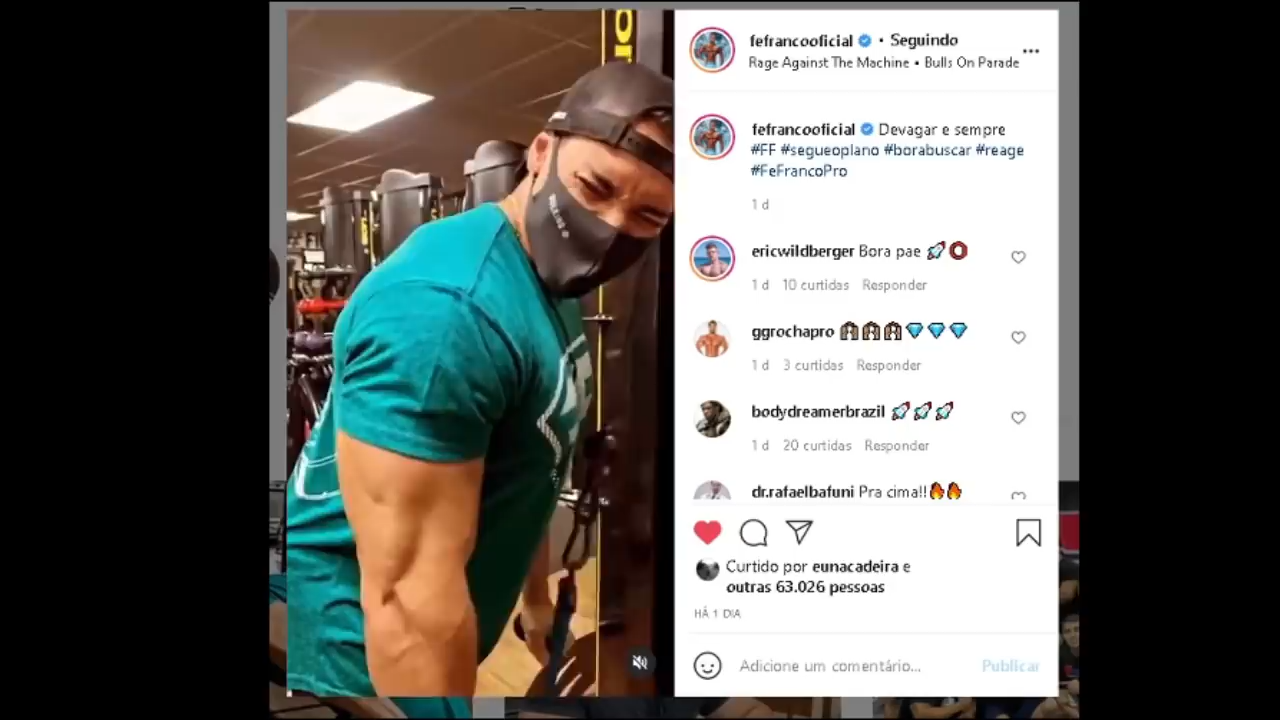 fefrancooficial • Seguindo
Rage Against The Machine • Bulls On Parade
fefrancooficial Devagar e sempre
#FF #segueoplano #borabuscar #reage
#FeFrancoPro
1 d
ericwildberger Bora pae 🚀⭕
1 d 10 curtidas Responder
ggrochapro 🦍🦍🦍💎💎💎
1 d 3 curtidas Responder
bodydreamerbrazil 🚀🚀🚀
1 d 20 curtidas Responder
dr.rafaelbafuni Pra cima!!🔥🔥
Curtido por eunacadeira e
outras 63.026 pessoas
HÁ 1 DIA
Adicione um comentário...
Publicar